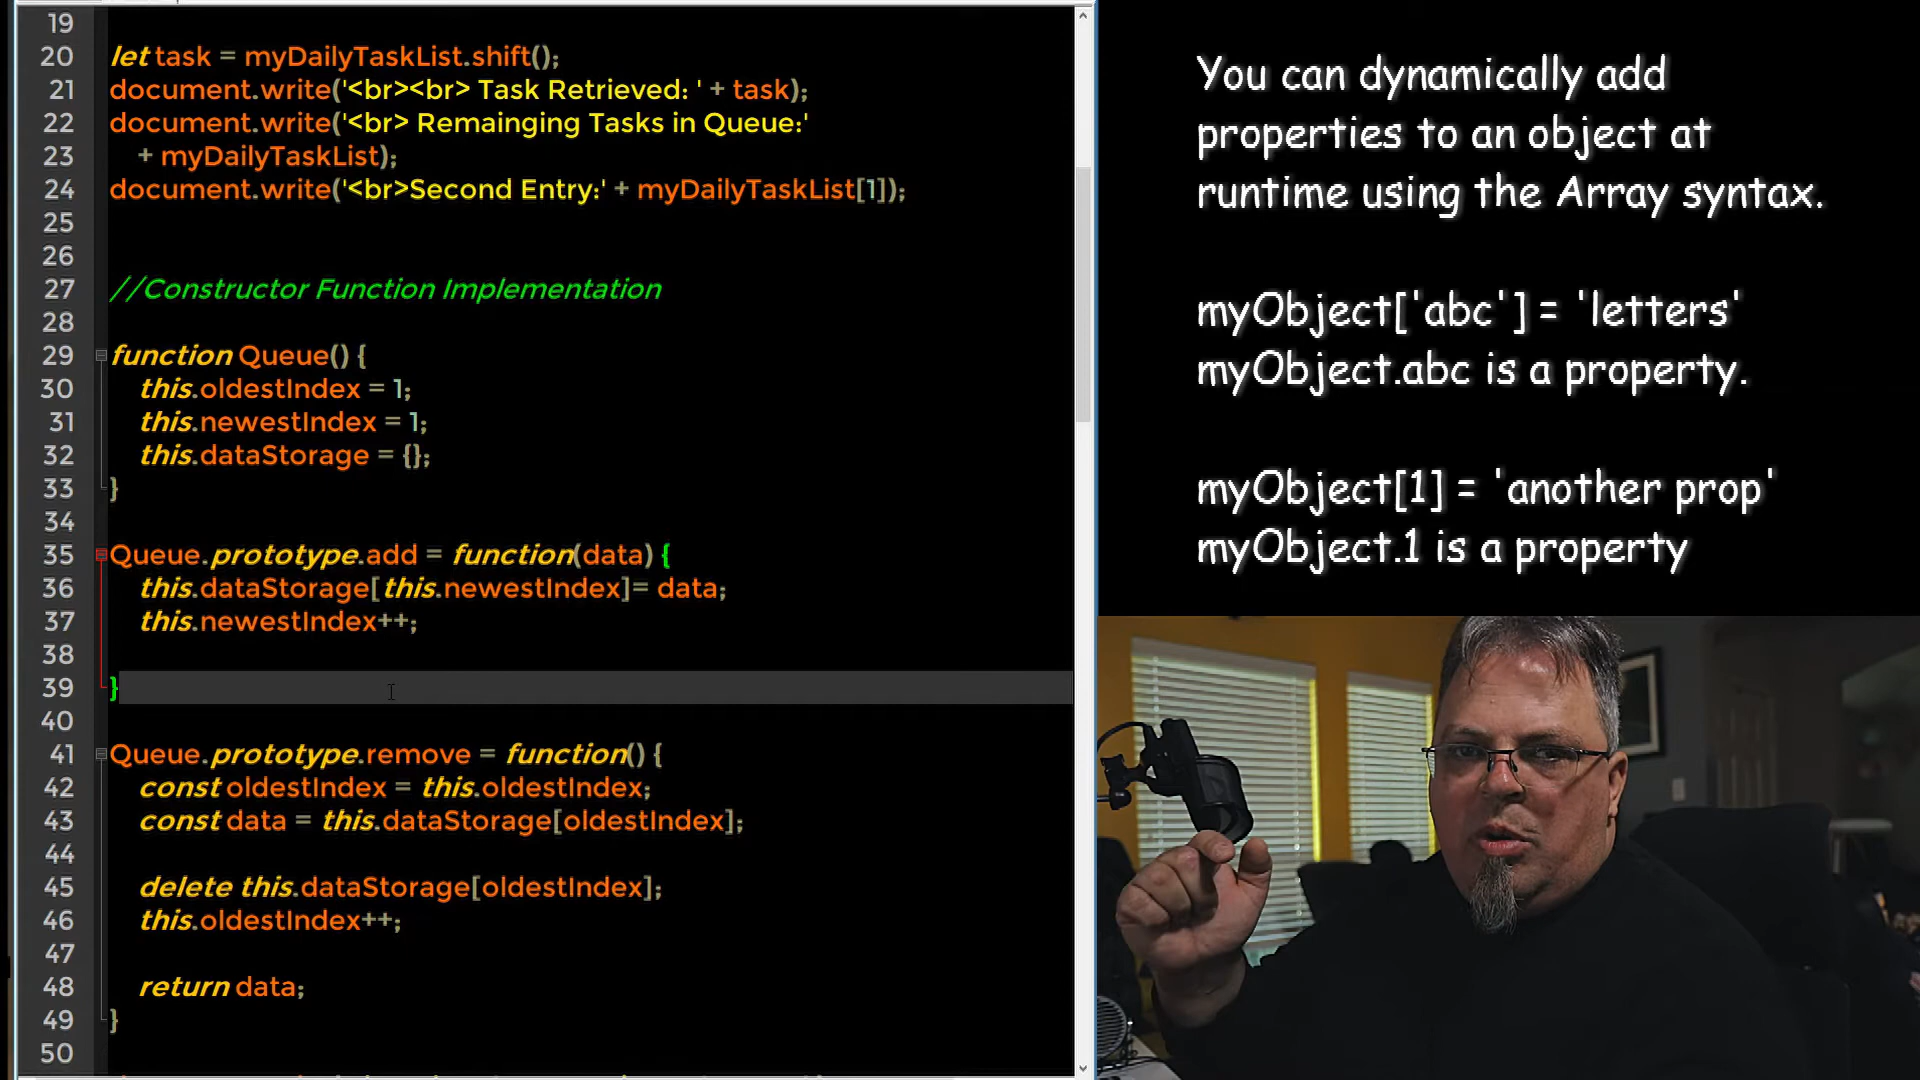 19
20 let task = myDailyTaskList.shift();
21 document.write('<br><br> Task Retrieved: ' + task);
22 document.write('<br> Remainging Tasks in Queue:'
23 + myDailyTaskList);
24 document.write('<br>Second Entry:' + myDailyTaskList[1]);
25
26
27 //Constructor Function Implementation
28
29 function Queue() {
30 this.oldestIndex = 1;
31 this.newestIndex = 1;
32 this.dataStorage = {};
33 }
34
35 Queue.prototype.add = function(data) {
36 this.dataStorage[this.newestIndex]= data;
37 this.newestIndex++;
38
39 }
40
41 Queue.prototype.remove = function() {
42 const oldestIndex = this.oldestIndex;
43 const data = this.dataStorage[oldestIndex];
44
45 delete this.dataStorage[oldestIndex];
46 this.oldestIndex++;
47
48 return data;
49 }
50
You can dynamically add
properties to an object at
runtime using the Array syntax.
myObject['abc'] = 'letters'
myObject.abc is a property.
myObject[1] = 'another prop'
myObject.1 is a property